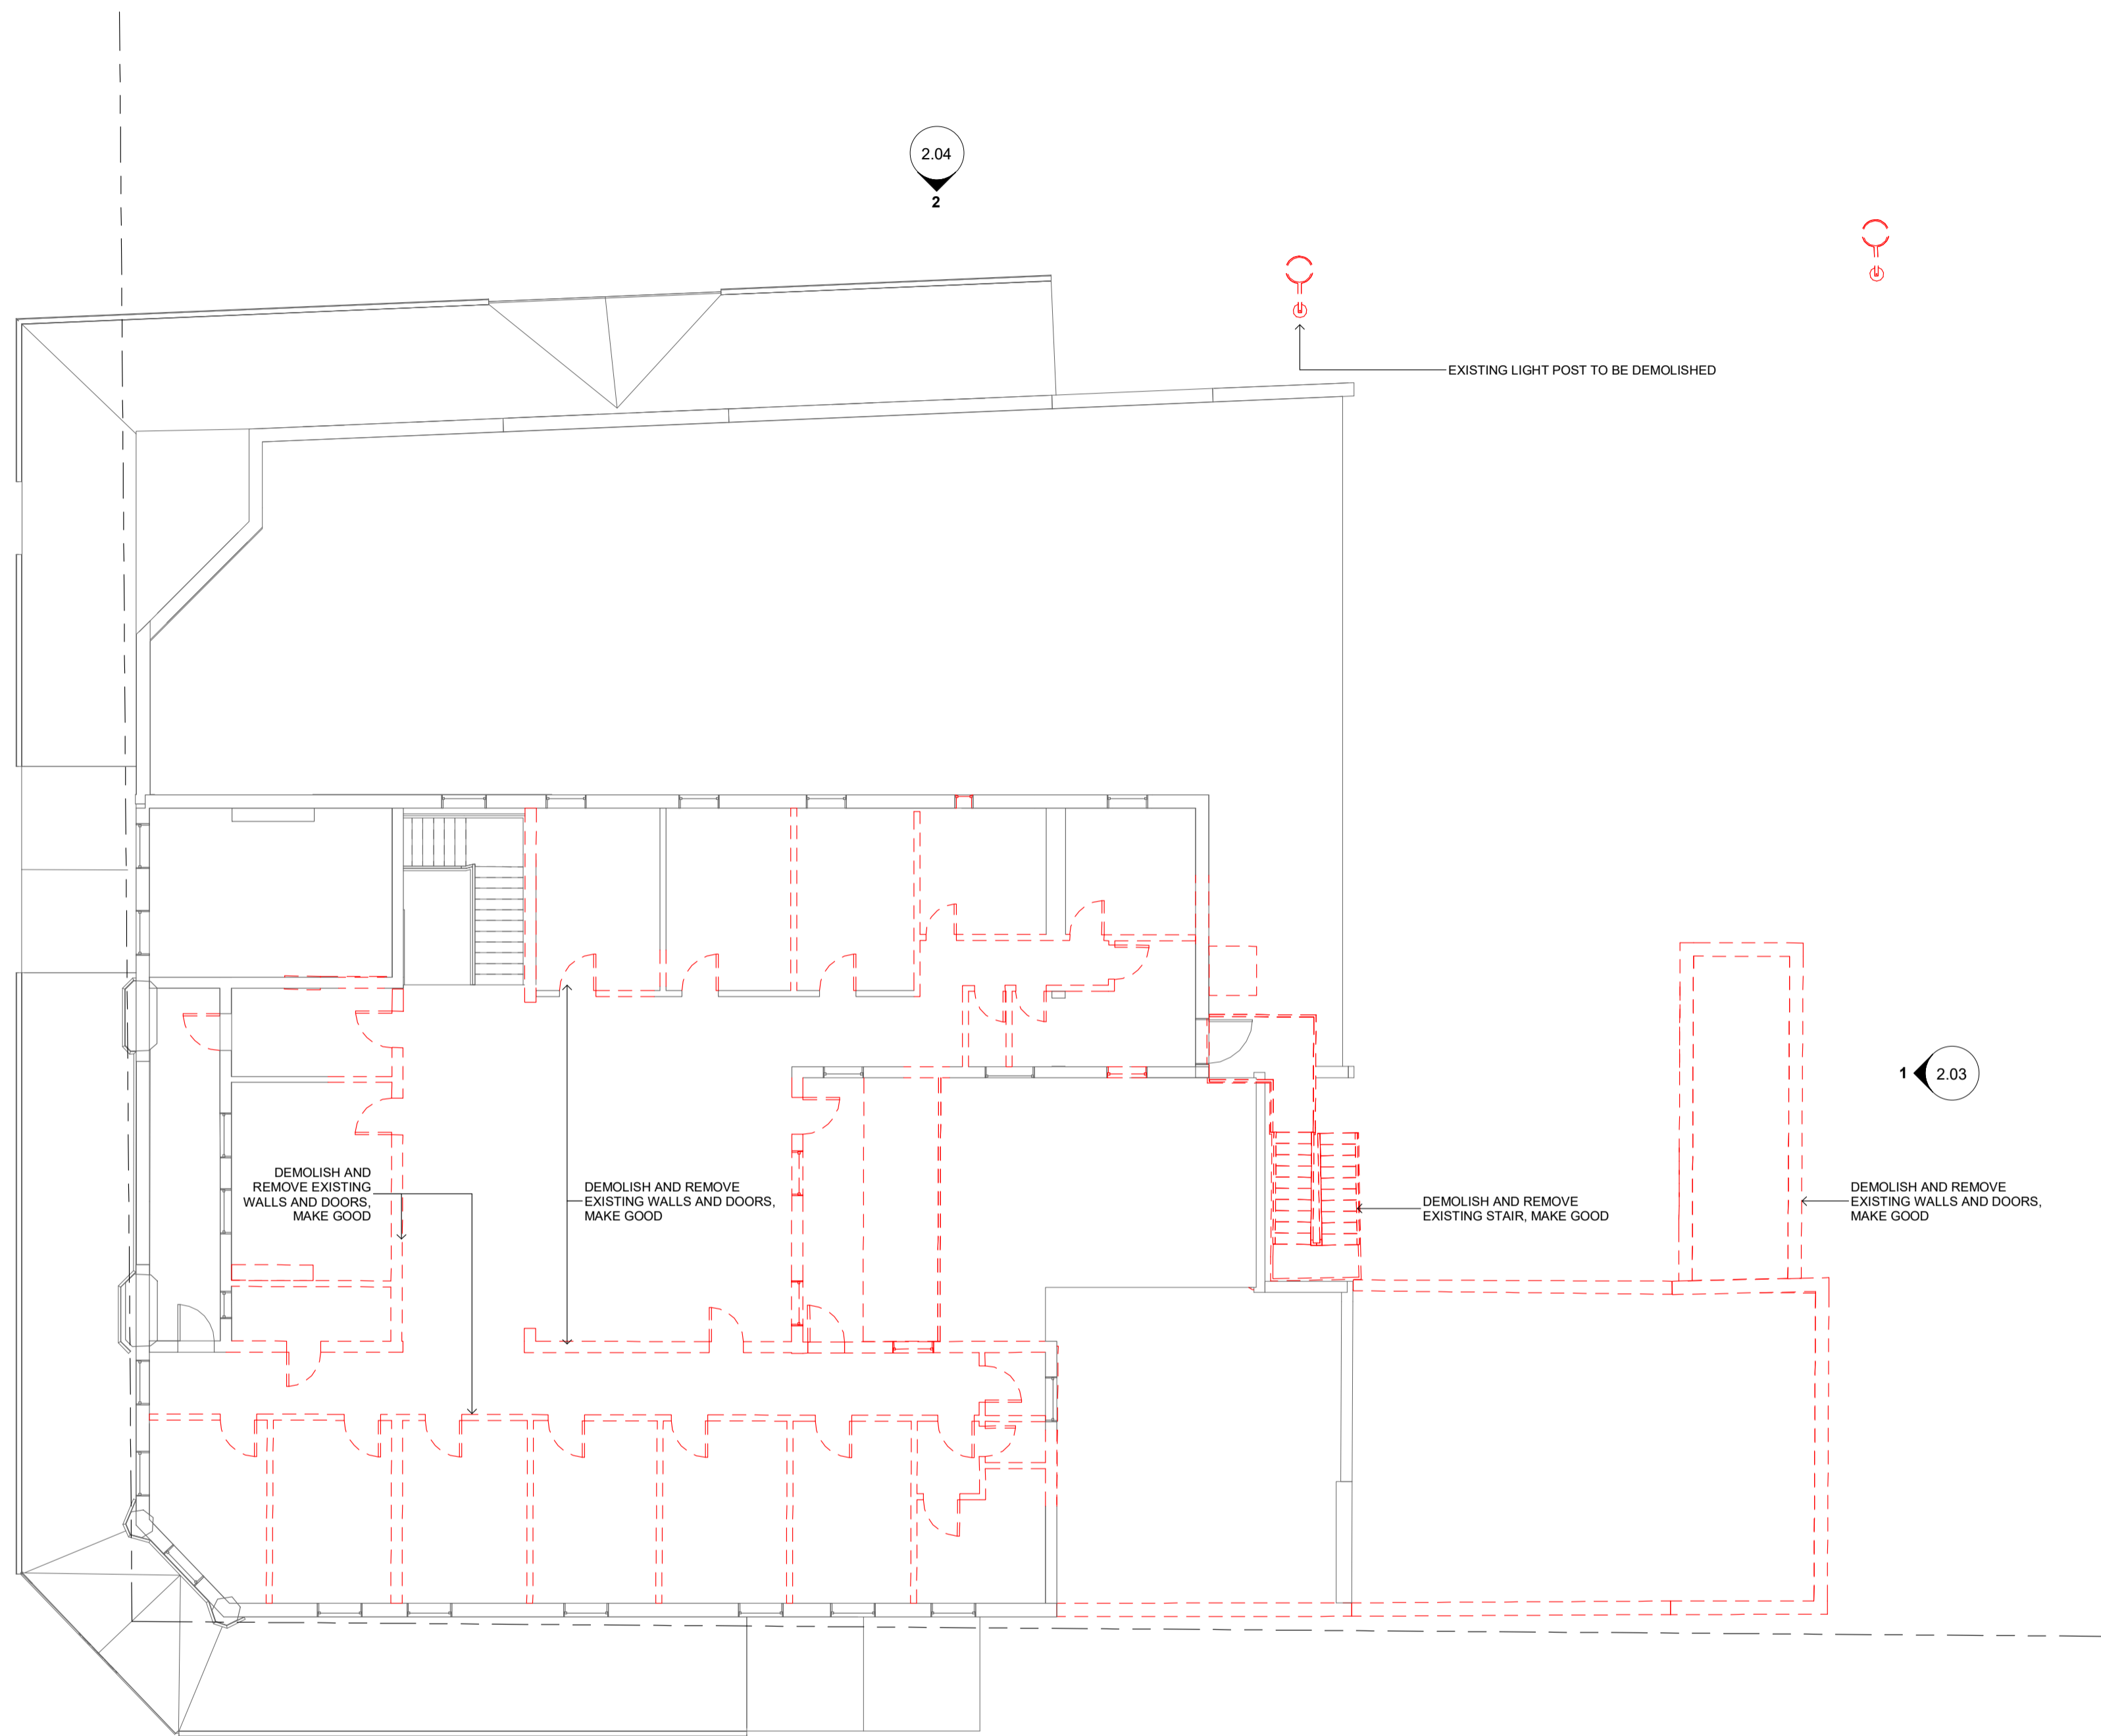 2.04
2
EXISTING LIGHT POST TO BE DEMOLISHED
1
2.03
DEMOLISH AND
REMOVE EXISTING
WALLS AND DOORS,
MAKE GOOD
DEMOLISH AND REMOVE
EXISTING WALLS AND DOORS,
MAKE GOOD
DEMOLISH AND REMOVE
EXISTING STAIR, MAKE GOOD
DEMOLISH AND REMOVE
EXISTING WALLS AND DOORS,
MAKE GOOD